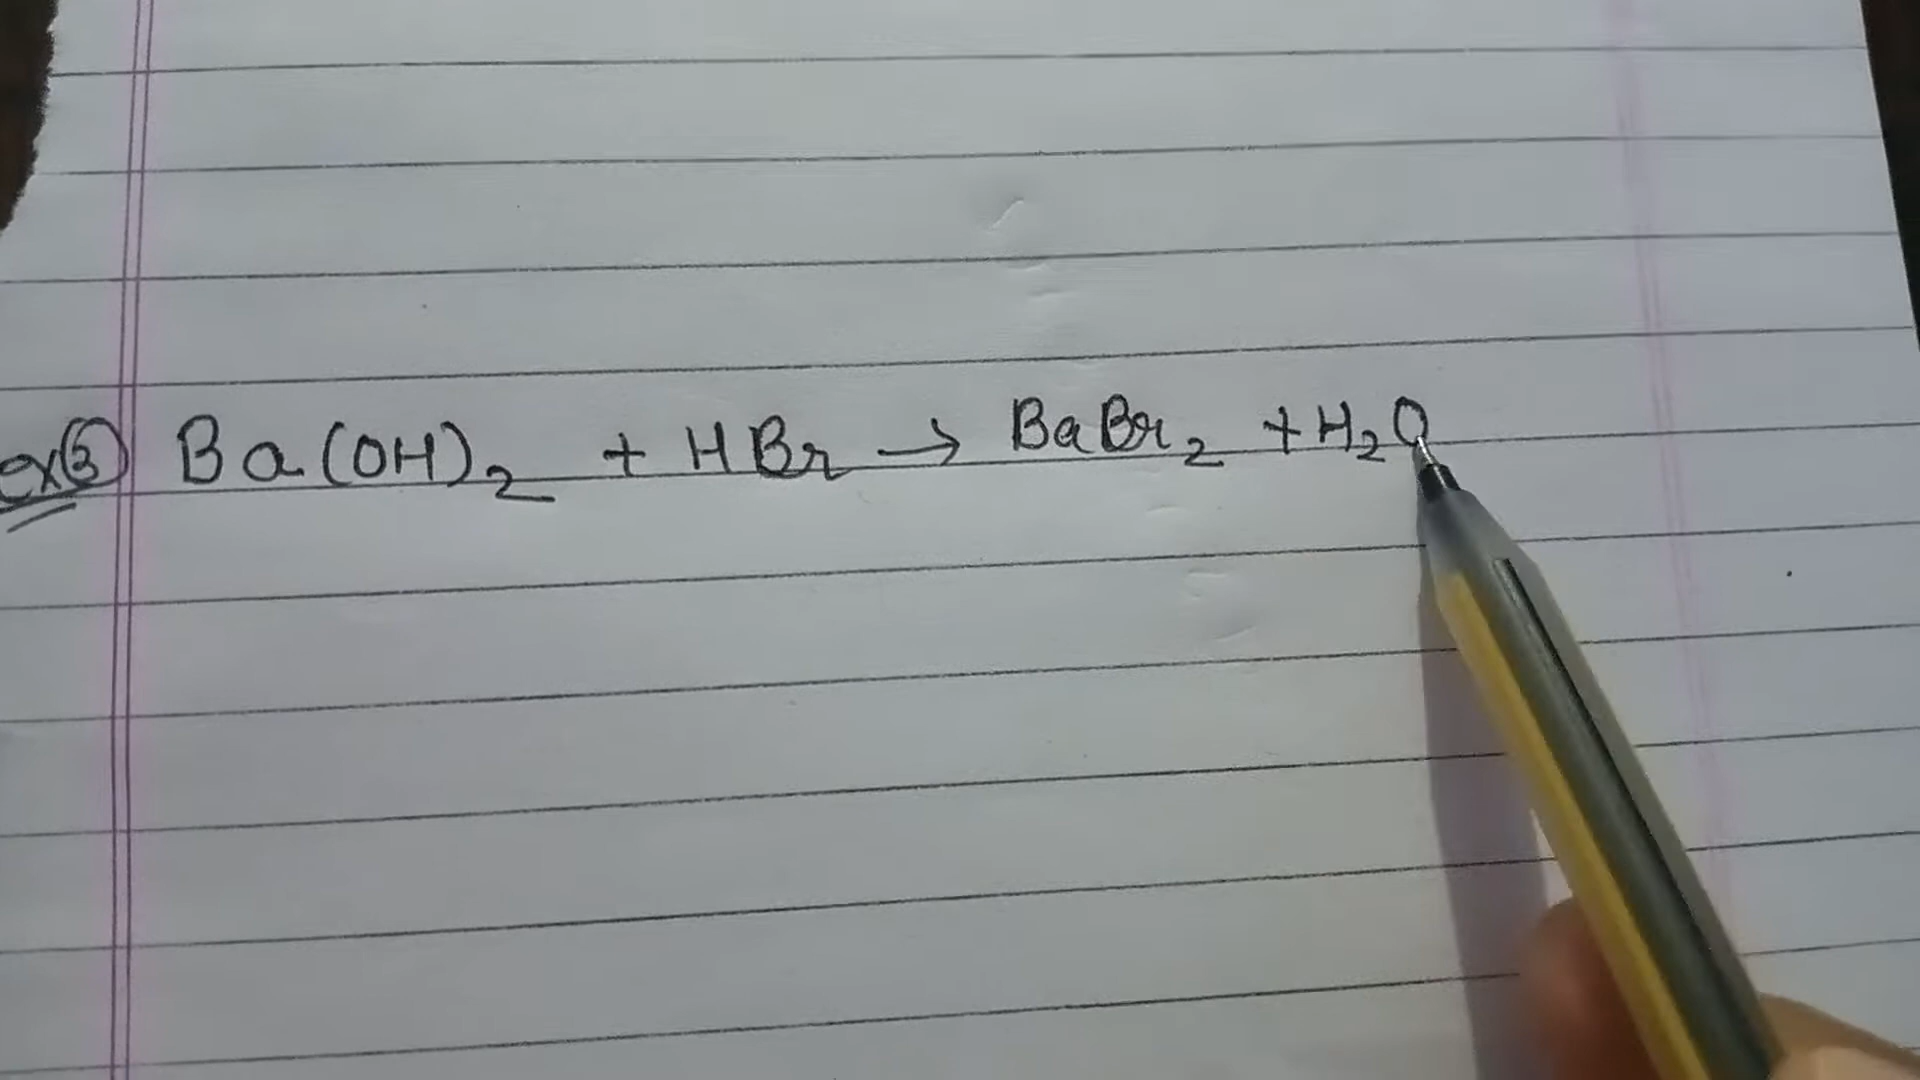 ex③ Ba(OH)₂ + HBr → BaBr₂ + H₂O